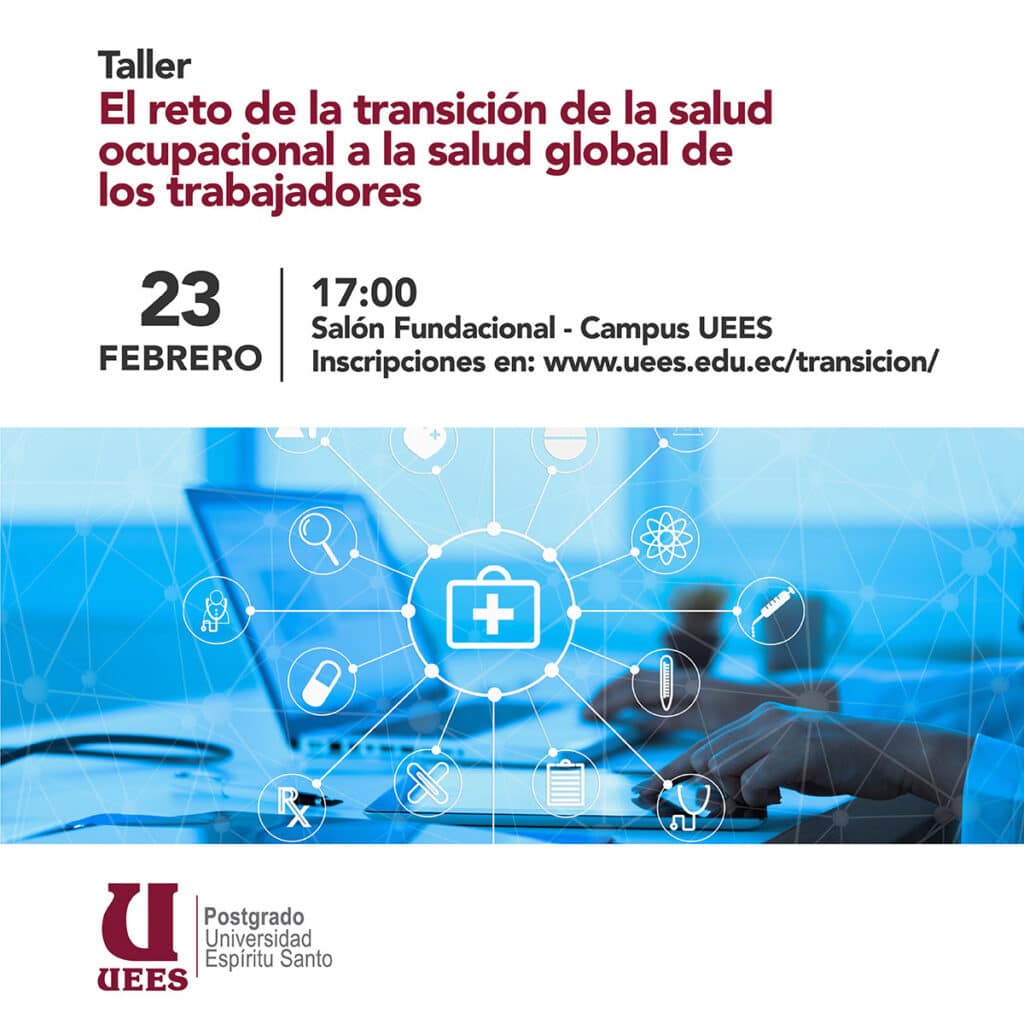 Taller
El reto de la transición de la salud
ocupacional a la salud global de
los trabajadores
23
FEBRERO
17:00
Salón Fundacional - Campus UEES
Inscripciones en: www.uees.edu.ec/transicion/
Rx
U
UEES
Postgrado
Universidad
Espíritu Santo